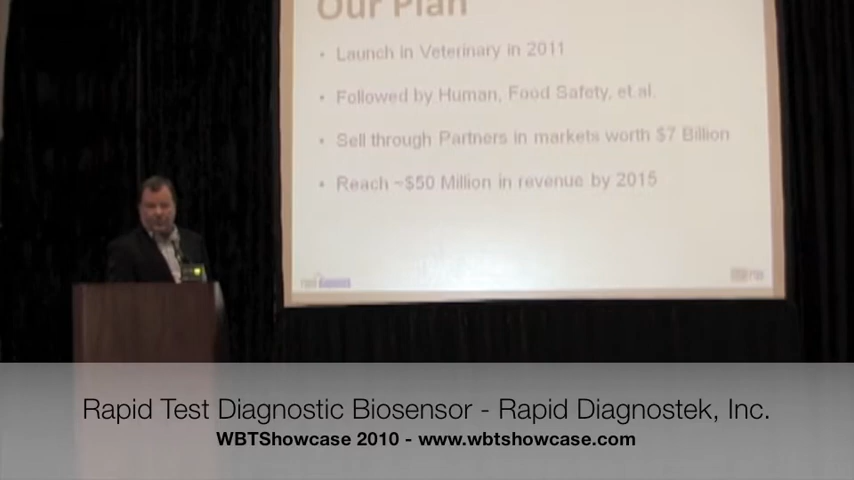 Our Plan
• Launch in Veterinary in 2011
• Followed by Human, Food Safety, et.al.
• Sell through Partners in markets worth $7 Billion
• Reach ~$50 Million in revenue by 2015
Rapid Test Diagnostic Biosensor - Rapid Diagnostek, Inc.
WBTShowcase 2010 - www.wbtshowcase.com